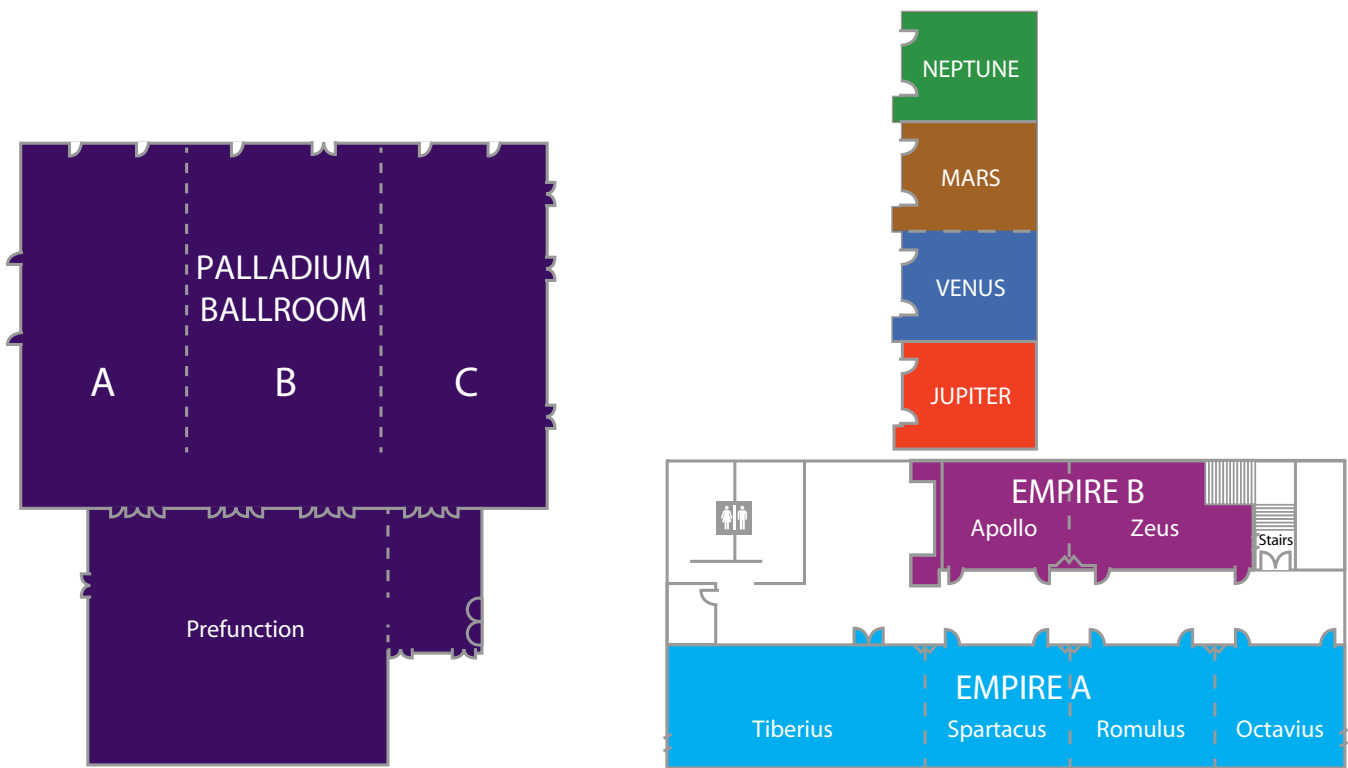 PALLADIUM
BALLROOM
A B C
Prefunction
NEPTUNE
MARS
VENUS
JUPITER
EMPIRE B
Apollo Zeus
Stairs
EMPIRE A
Tiberius Spartacus Romulus Octavius